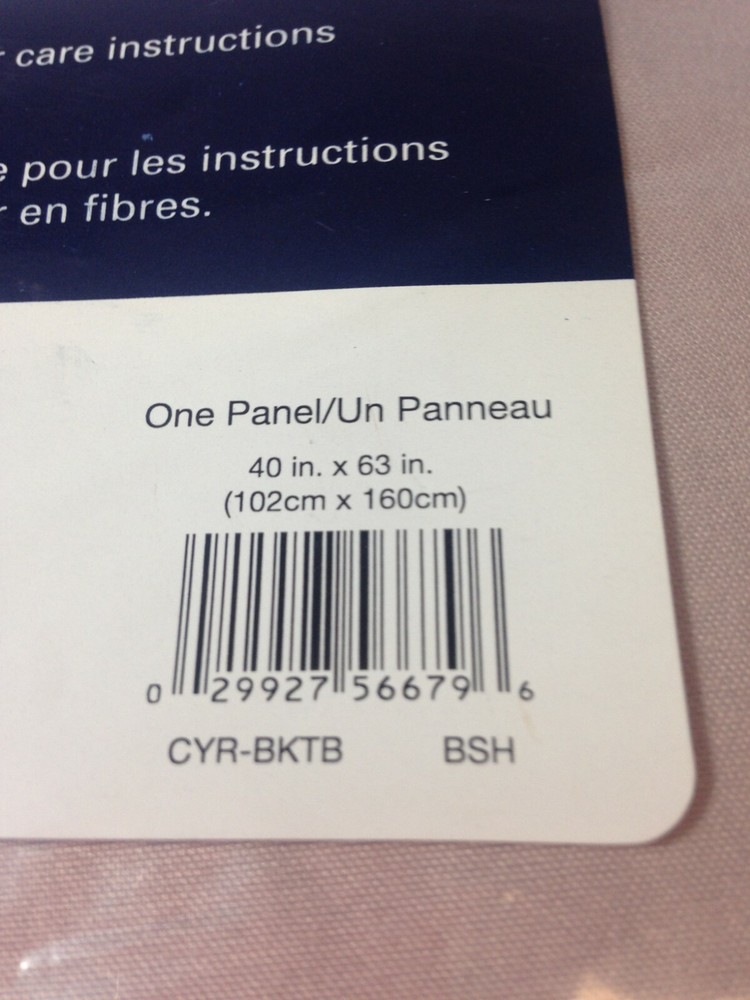 care instructions
pour les instructions
en fibres.
One Panel/Un Panneau
40 in. x 63 in.
(102cm x 160cm)
0 29927 56679 6
CYR-BKTB BSH